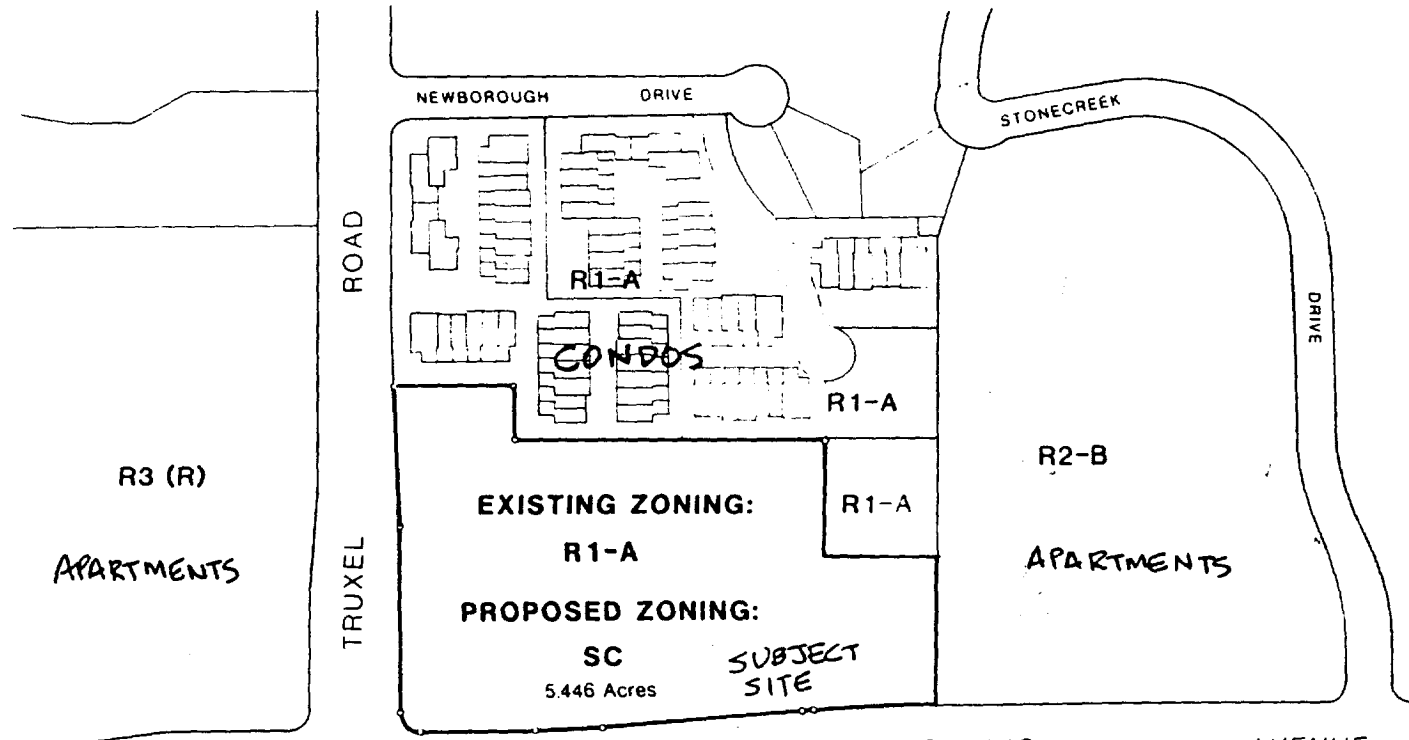 NEWBOROUGH DRIVE
STONECREEK
DRIVE
ROAD
R1-A
CONDOS
R1-A
R3 (R)
R2-B
EXISTING ZONING:
R1-A
R1-A
APARTMENTS
APARTMENTS
TRUXEL
PROPOSED ZONING:
SC
5.446 Acres
SUBJECT
SITE
AVENUE